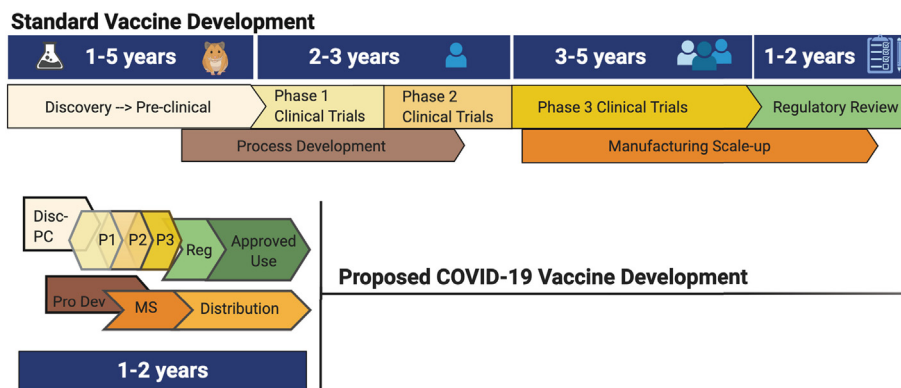 Standard Vaccine Development
1-5 years
2-3 years
3-5 years
1-2 years
Discovery --> Pre-clinical
Phase 1
Clinical Trials
Phase 2
Clinical Trials
Phase 3 Clinical Trials
Regulatory Review
Process Development
Manufacturing Scale-up
Disc-
PC
P1
P2
P3
Reg
Approved
Use
Proposed COVID-19 Vaccine Development
Pro Dev
MS
Distribution
1-2 years